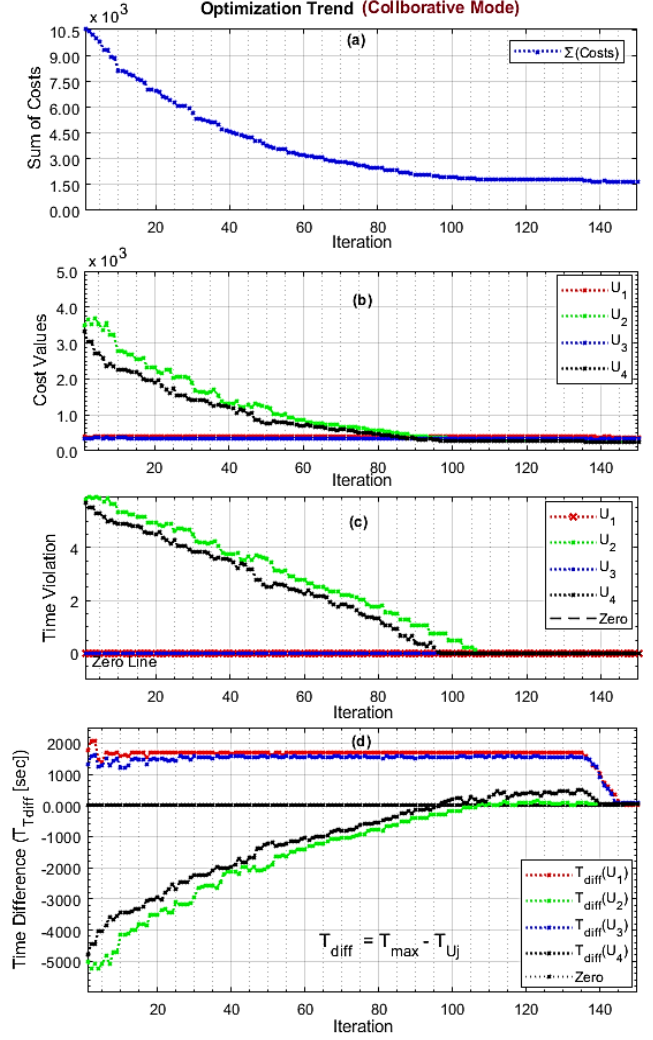 Optimization Trend (Collborative Mode)
× 10³
(a)
10.5
9.00
7.50
6.00
4.50
3.00
1.50
0.00
Sum of Costs
Σ(Costs)
20 40 60 80 100 120 140
Iteration
× 10³
(b)
5.0
4.0
3.0
2.0
1.0
0.0
Cost Values
U1
U2
U3
U4
20 40 60 80 100 120 140
Iteration
(c)
4
2
0
Time Violation
U1
U2
U3
U4
Zero
Zero Line
20 40 60 80 100 120 140
Iteration
(d)
2000
1000
0.000
-1000
-2000
-3000
-4000
-5000
Time Difference (TTdiff [sec])
Tdiff = Tmax - TUj
Tdiff(U1)
Tdiff(U2)
Tdiff(U3)
Tdiff(U4)
Zero
20 40 60 80 100 120 140
Iteration